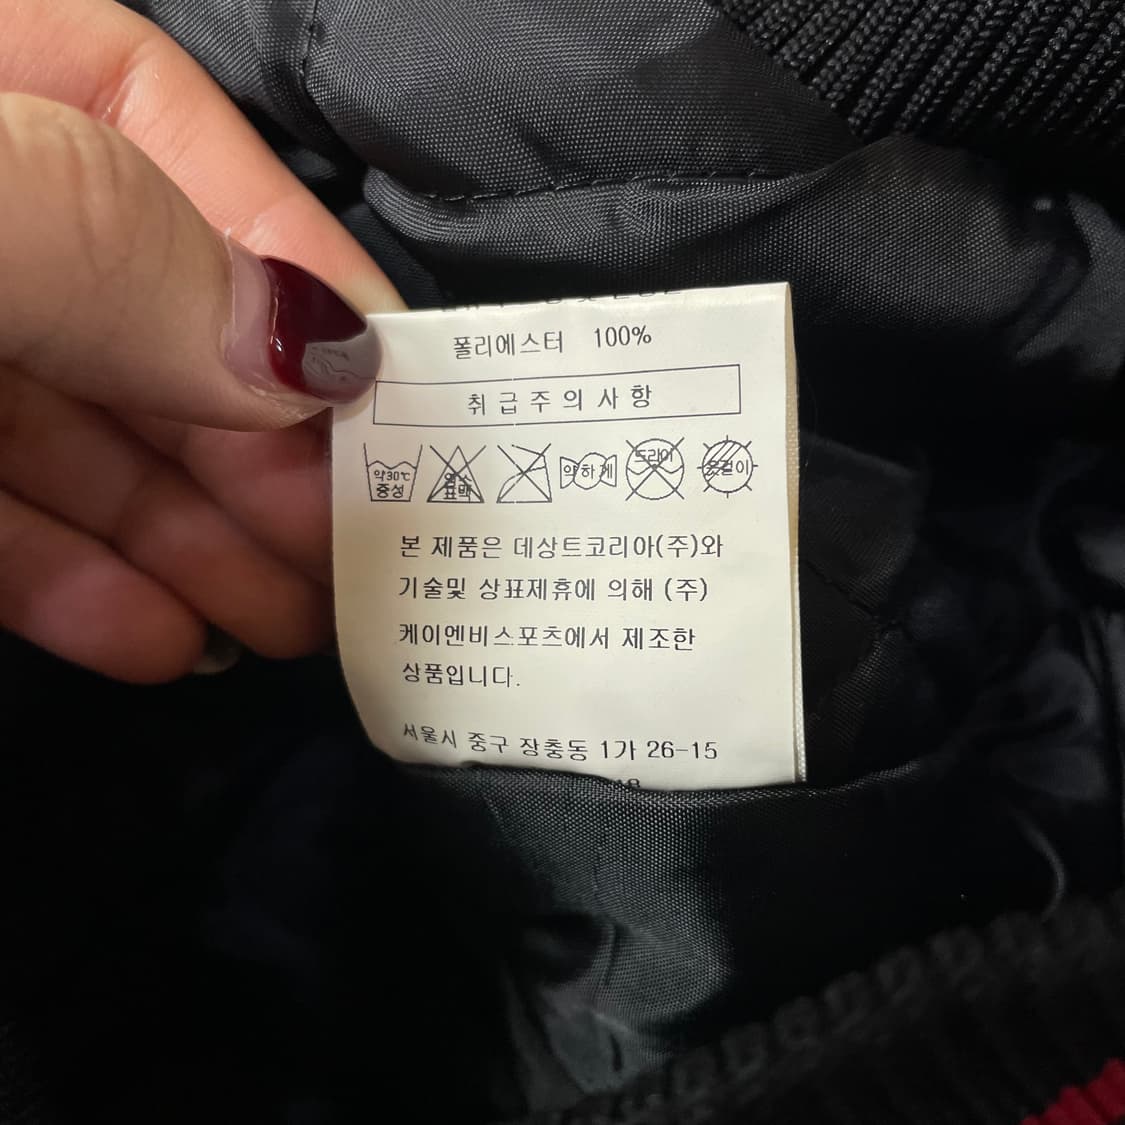 폴리에스터 100%
취급주의사항
약30℃ 중성 염소 표백 약하게 드라이 옷걸이
본 제품은 데상트코리아(주)와
기술및 상표제휴에 의해 (주)
케이엔비스포츠에서 제조한
상품입니다.
서울시 중구 장충동 1가 26-15